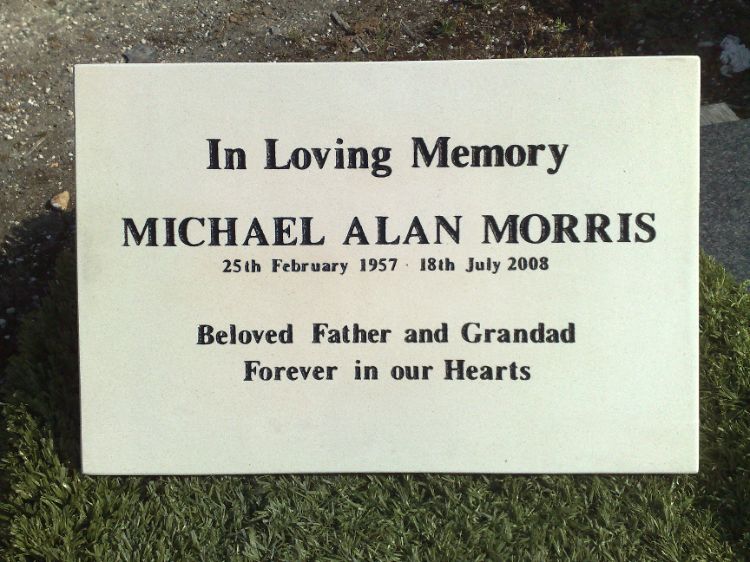 In Loving Memory
MICHAEL ALAN MORRIS
25th February 1957 · 18th July 2008
Beloved Father and Grandad
Forever in our Hearts